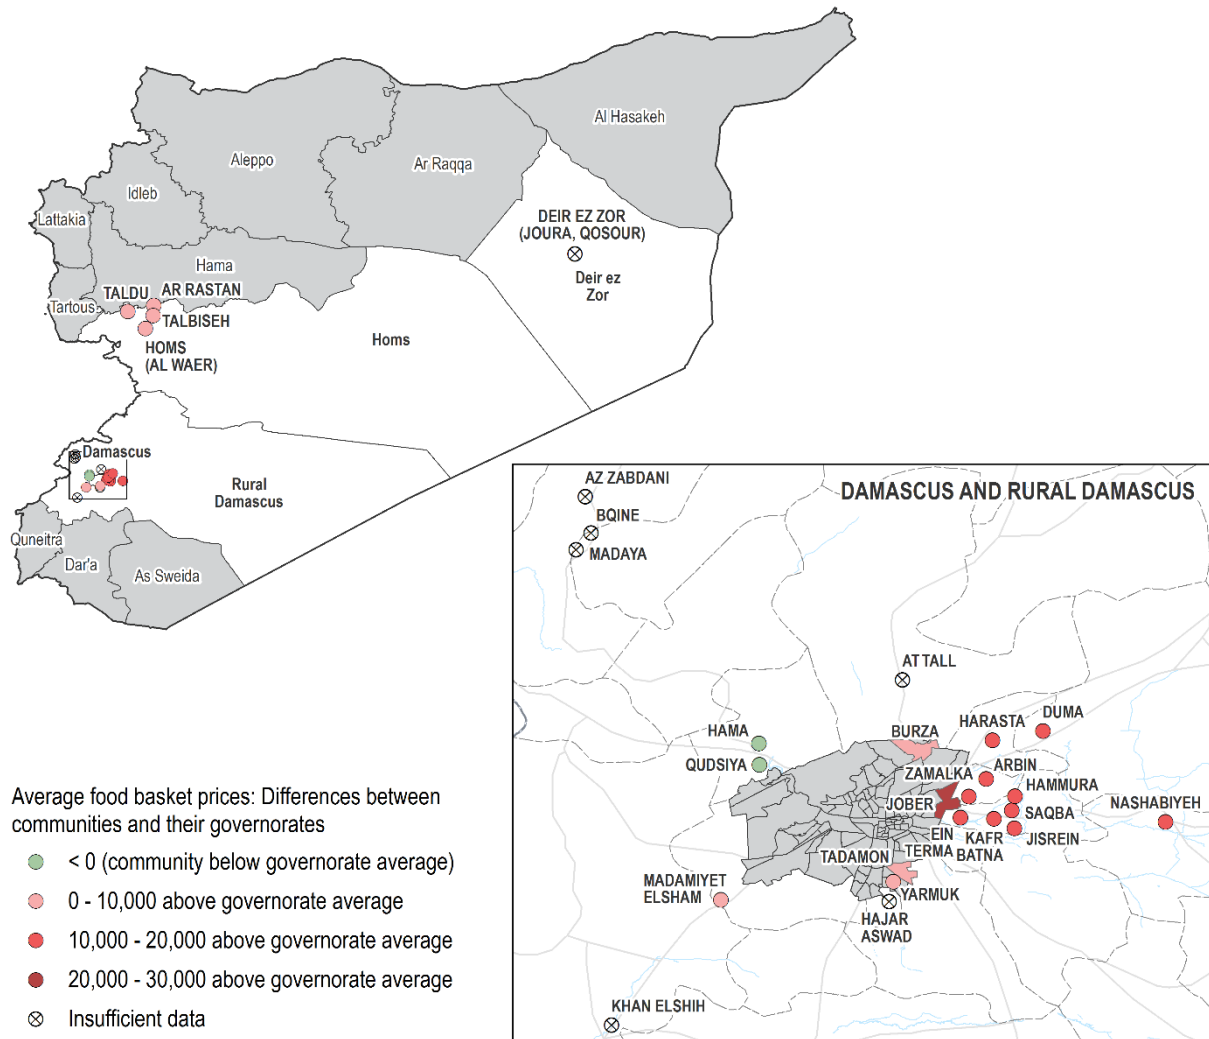 Al Hasakeh
Aleppo
Ar Raqqa
Idleb
Lattakia
DEIR EZ ZOR
(JOURA, QOSOUR)
Hama
Deir ez
Zor
TALDU
AR RASTAN
Tartous
TALBISEH
HOMS
(AL WAER)
Homs
Damascus
Rural
Damascus
Quneitra
Dar'a
As Sweida
DAMASCUS AND RURAL DAMASCUS
AZ ZABDANI
BQINE
MADAYA
AT TALL
HAMA
QUDSIYA
BURZA
HARASTA
DUMA
ZAMALKA
ARBIN
HAMMURA
JOBER
SAQBA
NASHABIYEH
EIN
TERMA
KAFR
BATNA
JISREIN
TADAMON
MADAMIYET
ELSHAM
YARMUK
HAJAR
ASWAD
KHAN ELSHIH
Average food basket prices: Differences between
communities and their governorates
< 0 (community below governorate average)
0 - 10,000 above governorate average
10,000 - 20,000 above governorate average
20,000 - 30,000 above governorate average
Insufficient data